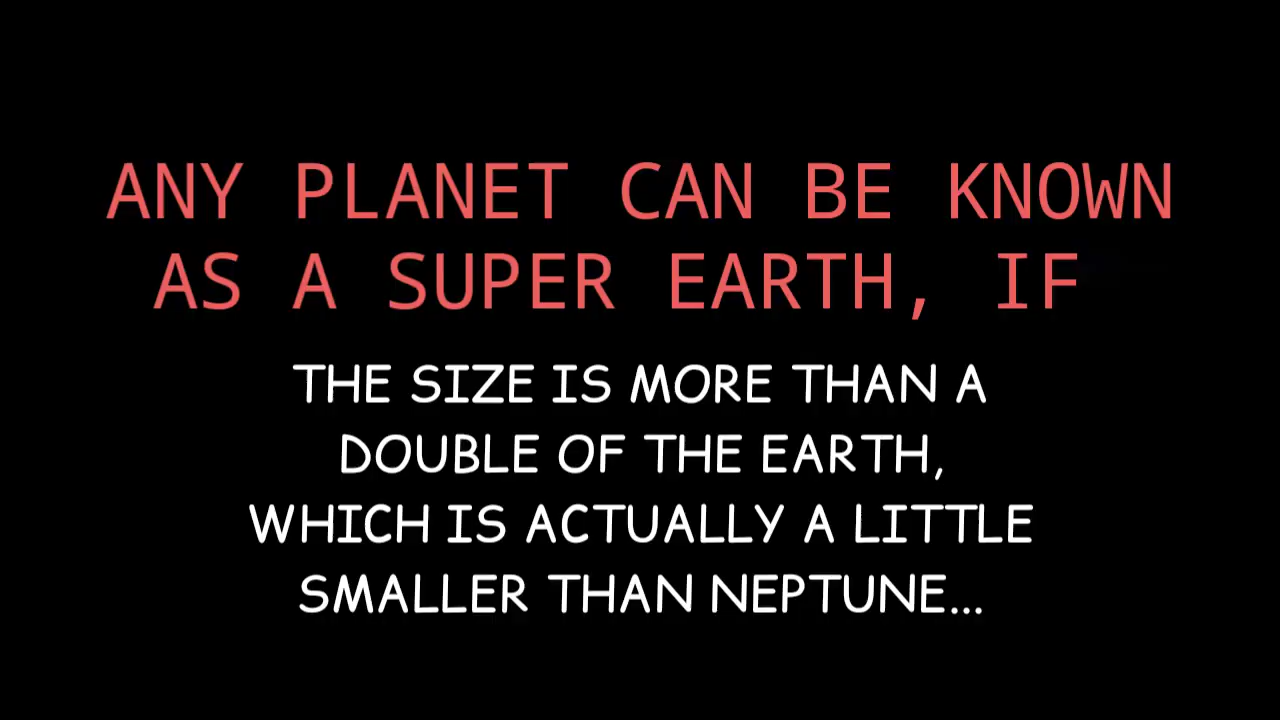 ANY PLANET CAN BE KNOWN
AS A SUPER EARTH, IF
THE SIZE IS MORE THAN A
DOUBLE OF THE EARTH,
WHICH IS ACTUALLY A LITTLE
SMALLER THAN NEPTUNE...